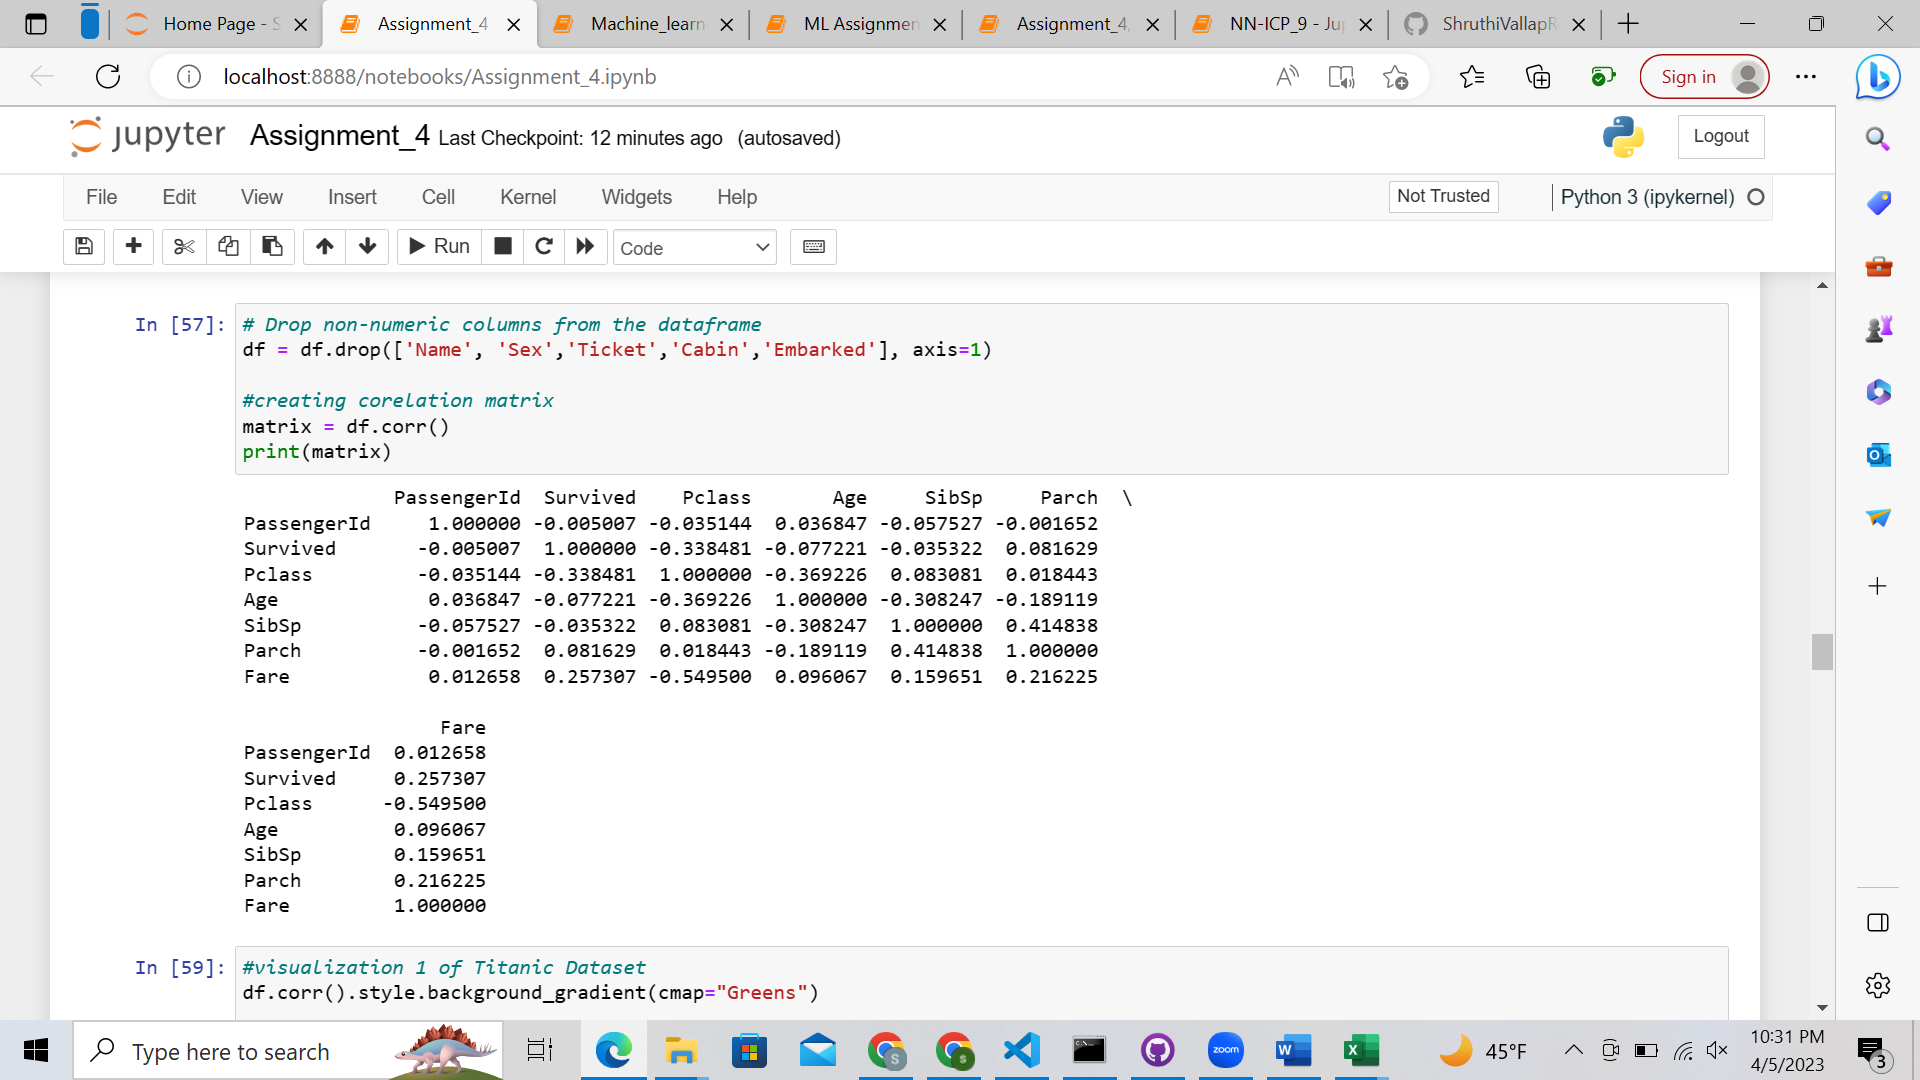 Home Page - S
Assignment_4
Machine_learn
ML Assignmen
Assignment_4
NN-ICP_9 - Ju
ShruthiVallapR
localhost:8888/notebooks/Assignment_4.ipynb
Sign in
jupyter Assignment_4 Last Checkpoint: 12 minutes ago (autosaved)
Logout
File Edit View Insert Cell Kernel Widgets Help
Not Trusted
Python 3 (ipykernel)
Run
Code
In [57]:
# Drop non-numeric columns from the dataframe
df = df.drop(['Name', 'Sex','Ticket','Cabin','Embarked'], axis=1)
#creating corelation matrix
matrix = df.corr()
print(matrix)
PassengerId Survived Pclass Age SibSp Parch \
PassengerId 1.000000 -0.005007 -0.035144 0.036847 -0.057527 -0.001652
Survived -0.005007 1.000000 -0.338481 -0.077221 -0.035322 0.081629
Pclass -0.035144 -0.338481 1.000000 -0.369226 0.083081 0.018443
Age 0.036847 -0.077221 -0.369226 1.000000 -0.308247 -0.189119
SibSp -0.057527 -0.035322 0.083081 -0.308247 1.000000 0.414838
Parch -0.001652 0.081629 0.018443 -0.189119 0.414838 1.000000
Fare 0.012658 0.257307 -0.549500 0.096067 0.159651 0.216225
Fare
PassengerId 0.012658
Survived 0.257307
Pclass -0.549500
Age 0.096067
SibSp 0.159651
Parch 0.216225
Fare 1.000000
In [59]:
#visualization 1 of Titanic Dataset
df.corr().style.background_gradient(cmap="Greens")
Type here to search
zoom
45°F
10:31 PM
4/5/2023
3